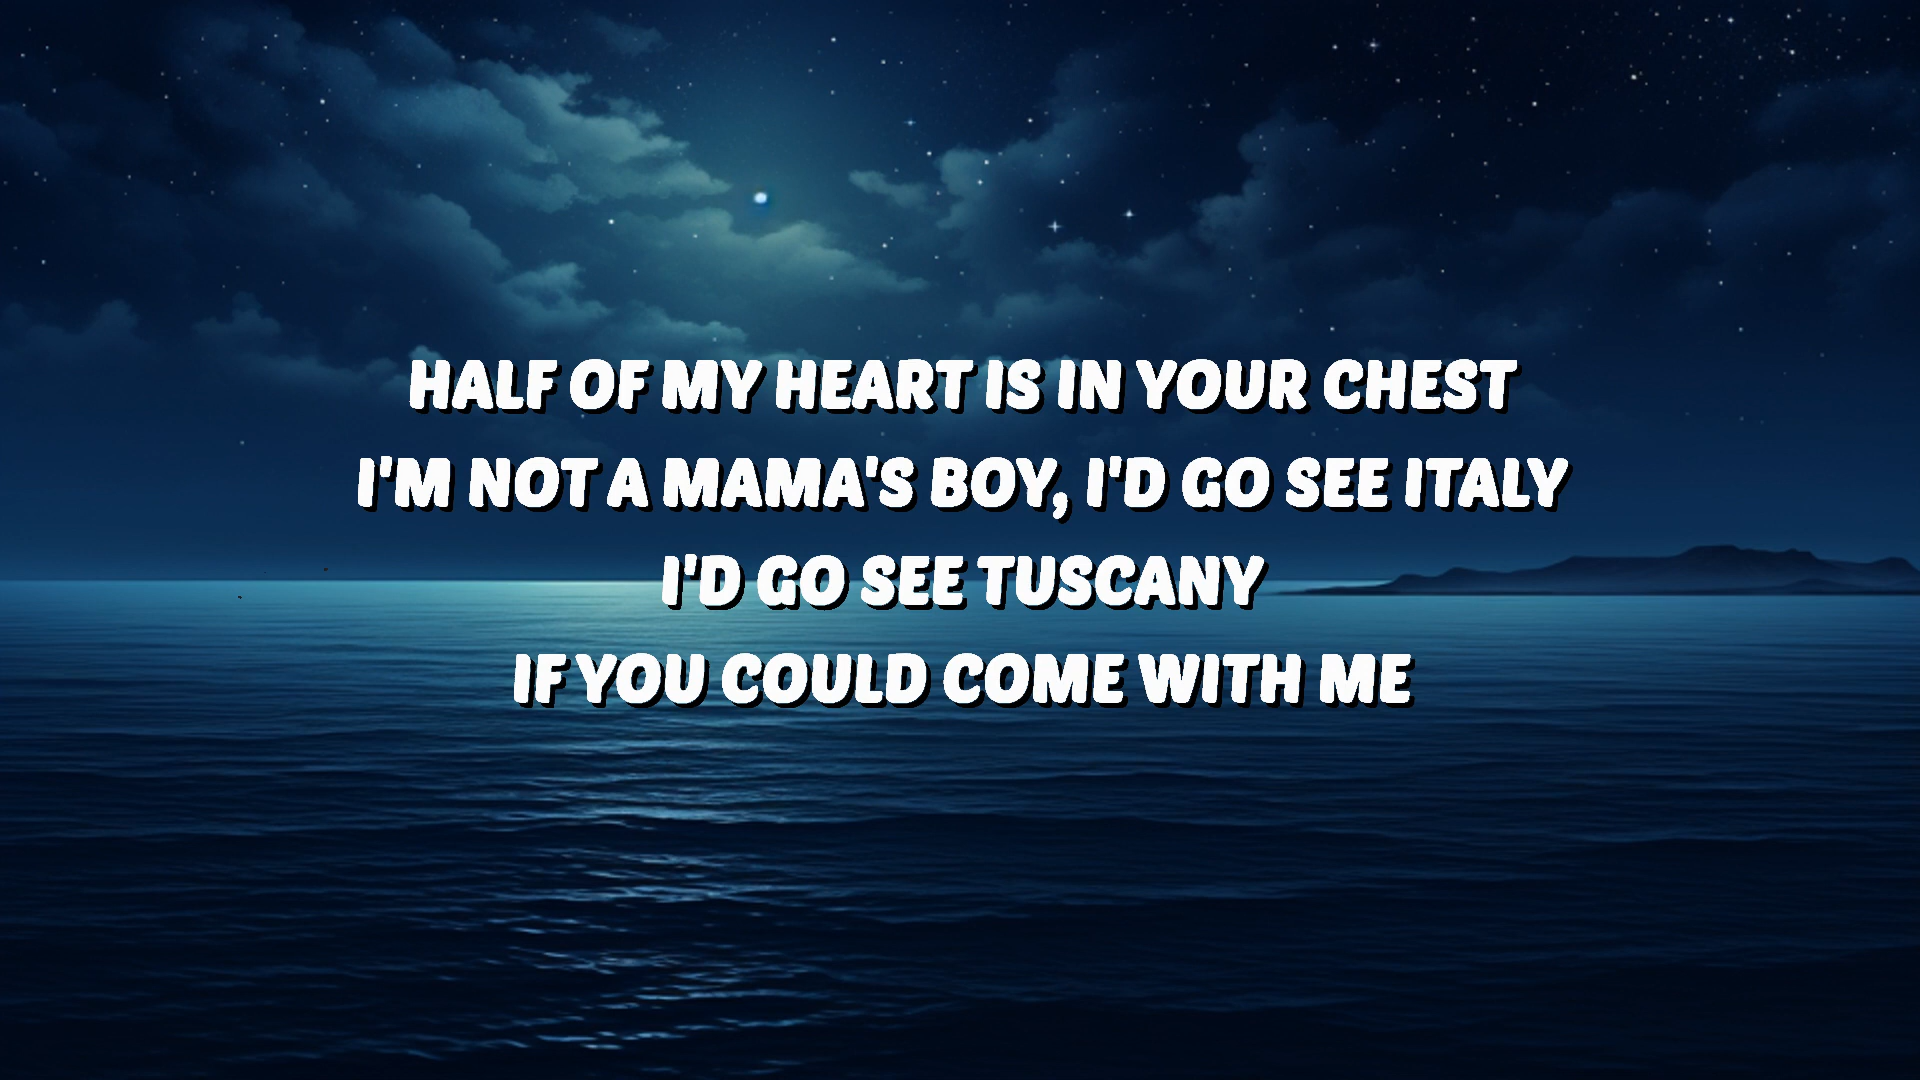 HALF OF MY HEART IS IN YOUR CHEST
I'M NOT A MAMA'S BOY, I'D GO SEE ITALY
I'D GO SEE TUSCANY
IF YOU COULD COME WITH ME